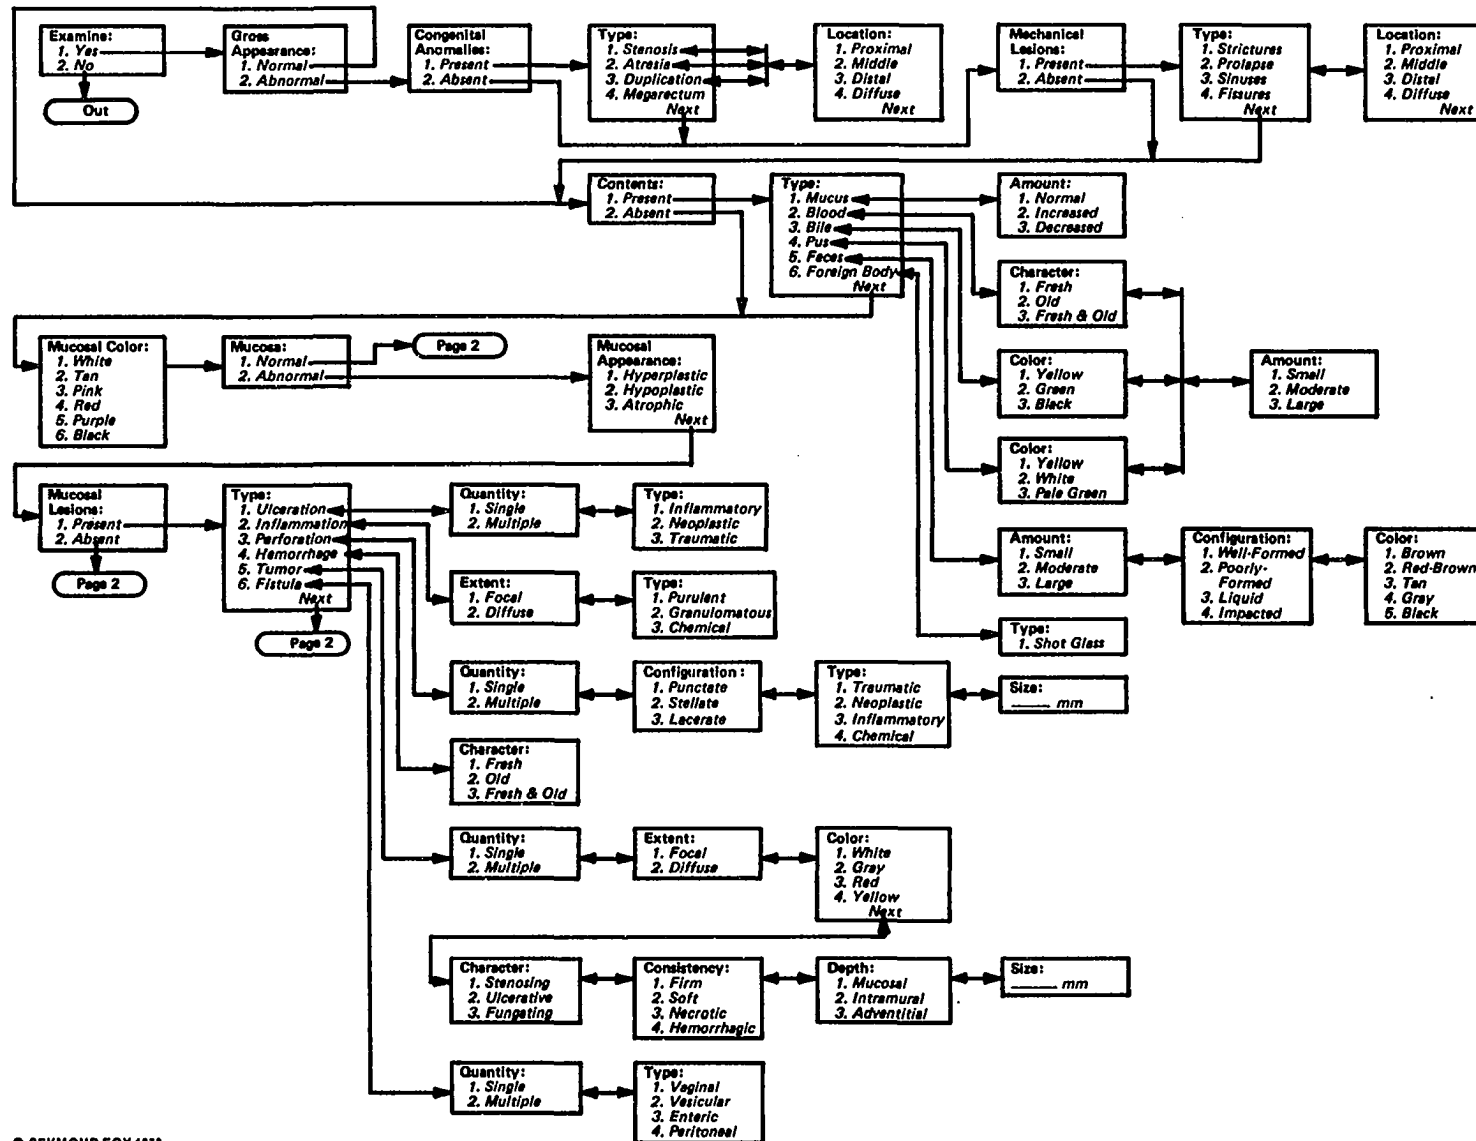 Examine:
1. Yes
2. No
Out
Gross
Appearance:
1. Normal
2. Abnormal
Congenital
Anomalies:
1. Present
2. Absent
Type:
1. Stenosis
2. Atresia
3. Duplication
4. Megarectum
Next
Location:
1. Proximal
2. Middle
3. Distal
4. Diffuse
Next
Mechanical
Lesions:
1. Present
2. Absent
Type:
1. Strictures
2. Prolapse
3. Sinuses
4. Fissures
Next
Location:
1. Proximal
2. Middle
3. Distal
4. Diffuse
Next
Contents:
1. Present
2. Absent
Type:
1. Mucus
2. Blood
3. Bile
4. Pus
5. Feces
6. Foreign Body
Next
Amount:
1. Normal
2. Increased
3. Decreased
Character:
1. Fresh
2. Old
3. Fresh & Old
Color:
1. Yellow
2. Green
3. Black
Amount:
1. Small
2. Moderate
3. Large
Color:
1. Yellow
2. White
3. Pale Green
Amount:
1. Small
2. Moderate
3. Large
Configuration:
1. Well-Formed
2. Poorly-
Formed
3. Liquid
4. Impacted
Color:
1. Brown
2. Red-Brown
3. Tan
4. Gray
5. Black
Type:
1. Shot Glass
Mucosal Color:
1. White
2. Tan
3. Pink
4. Red
5. Purple
6. Black
Mucosa:
1. Normal
2. Abnormal
Page 2
Mucosal
Appearance:
1. Hyperplastic
2. Hypoplastic
3. Atrophic
Next
Mucosal
Lesions:
1. Present
2. Absent
Page 2
Type:
1. Ulceration
2. Inflammation
3. Perforation
4. Hemorrhage
5. Tumor
6. Fistula
Next
Page 2
Quantity:
1. Single
2. Multiple
Type:
1. Inflammatory
2. Neoplastic
3. Traumatic
Extent:
1. Focal
2. Diffuse
Type:
1. Purulent
2. Granulomatous
3. Chemical
Quantity:
1. Single
2. Multiple
Configuration :
1. Punctate
2. Stellate
3. Lacerate
Type:
1. Traumatic
2. Neoplastic
3. Inflammatory
4. Chemical
Size:
_____ mm
Character:
1. Fresh
2. Old
3. Fresh & Old
Quantity:
1. Single
2. Multiple
Extent:
1. Focal
2. Diffuse
Color:
1. White
2. Gray
3. Red
4. Yellow
Next
Character:
1. Stenosing
2. Ulcerative
3. Fungating
Consistency:
1. Firm
2. Soft
3. Necrotic
4. Hemorrhagic
Depth:
1. Mucosal
2. Intramural
3. Adventitial
Size:
_____ mm
Quantity:
1. Single
2. Multiple
Type:
1. Vaginal
2. Vesicular
3. Enteric
4. Peritoneal